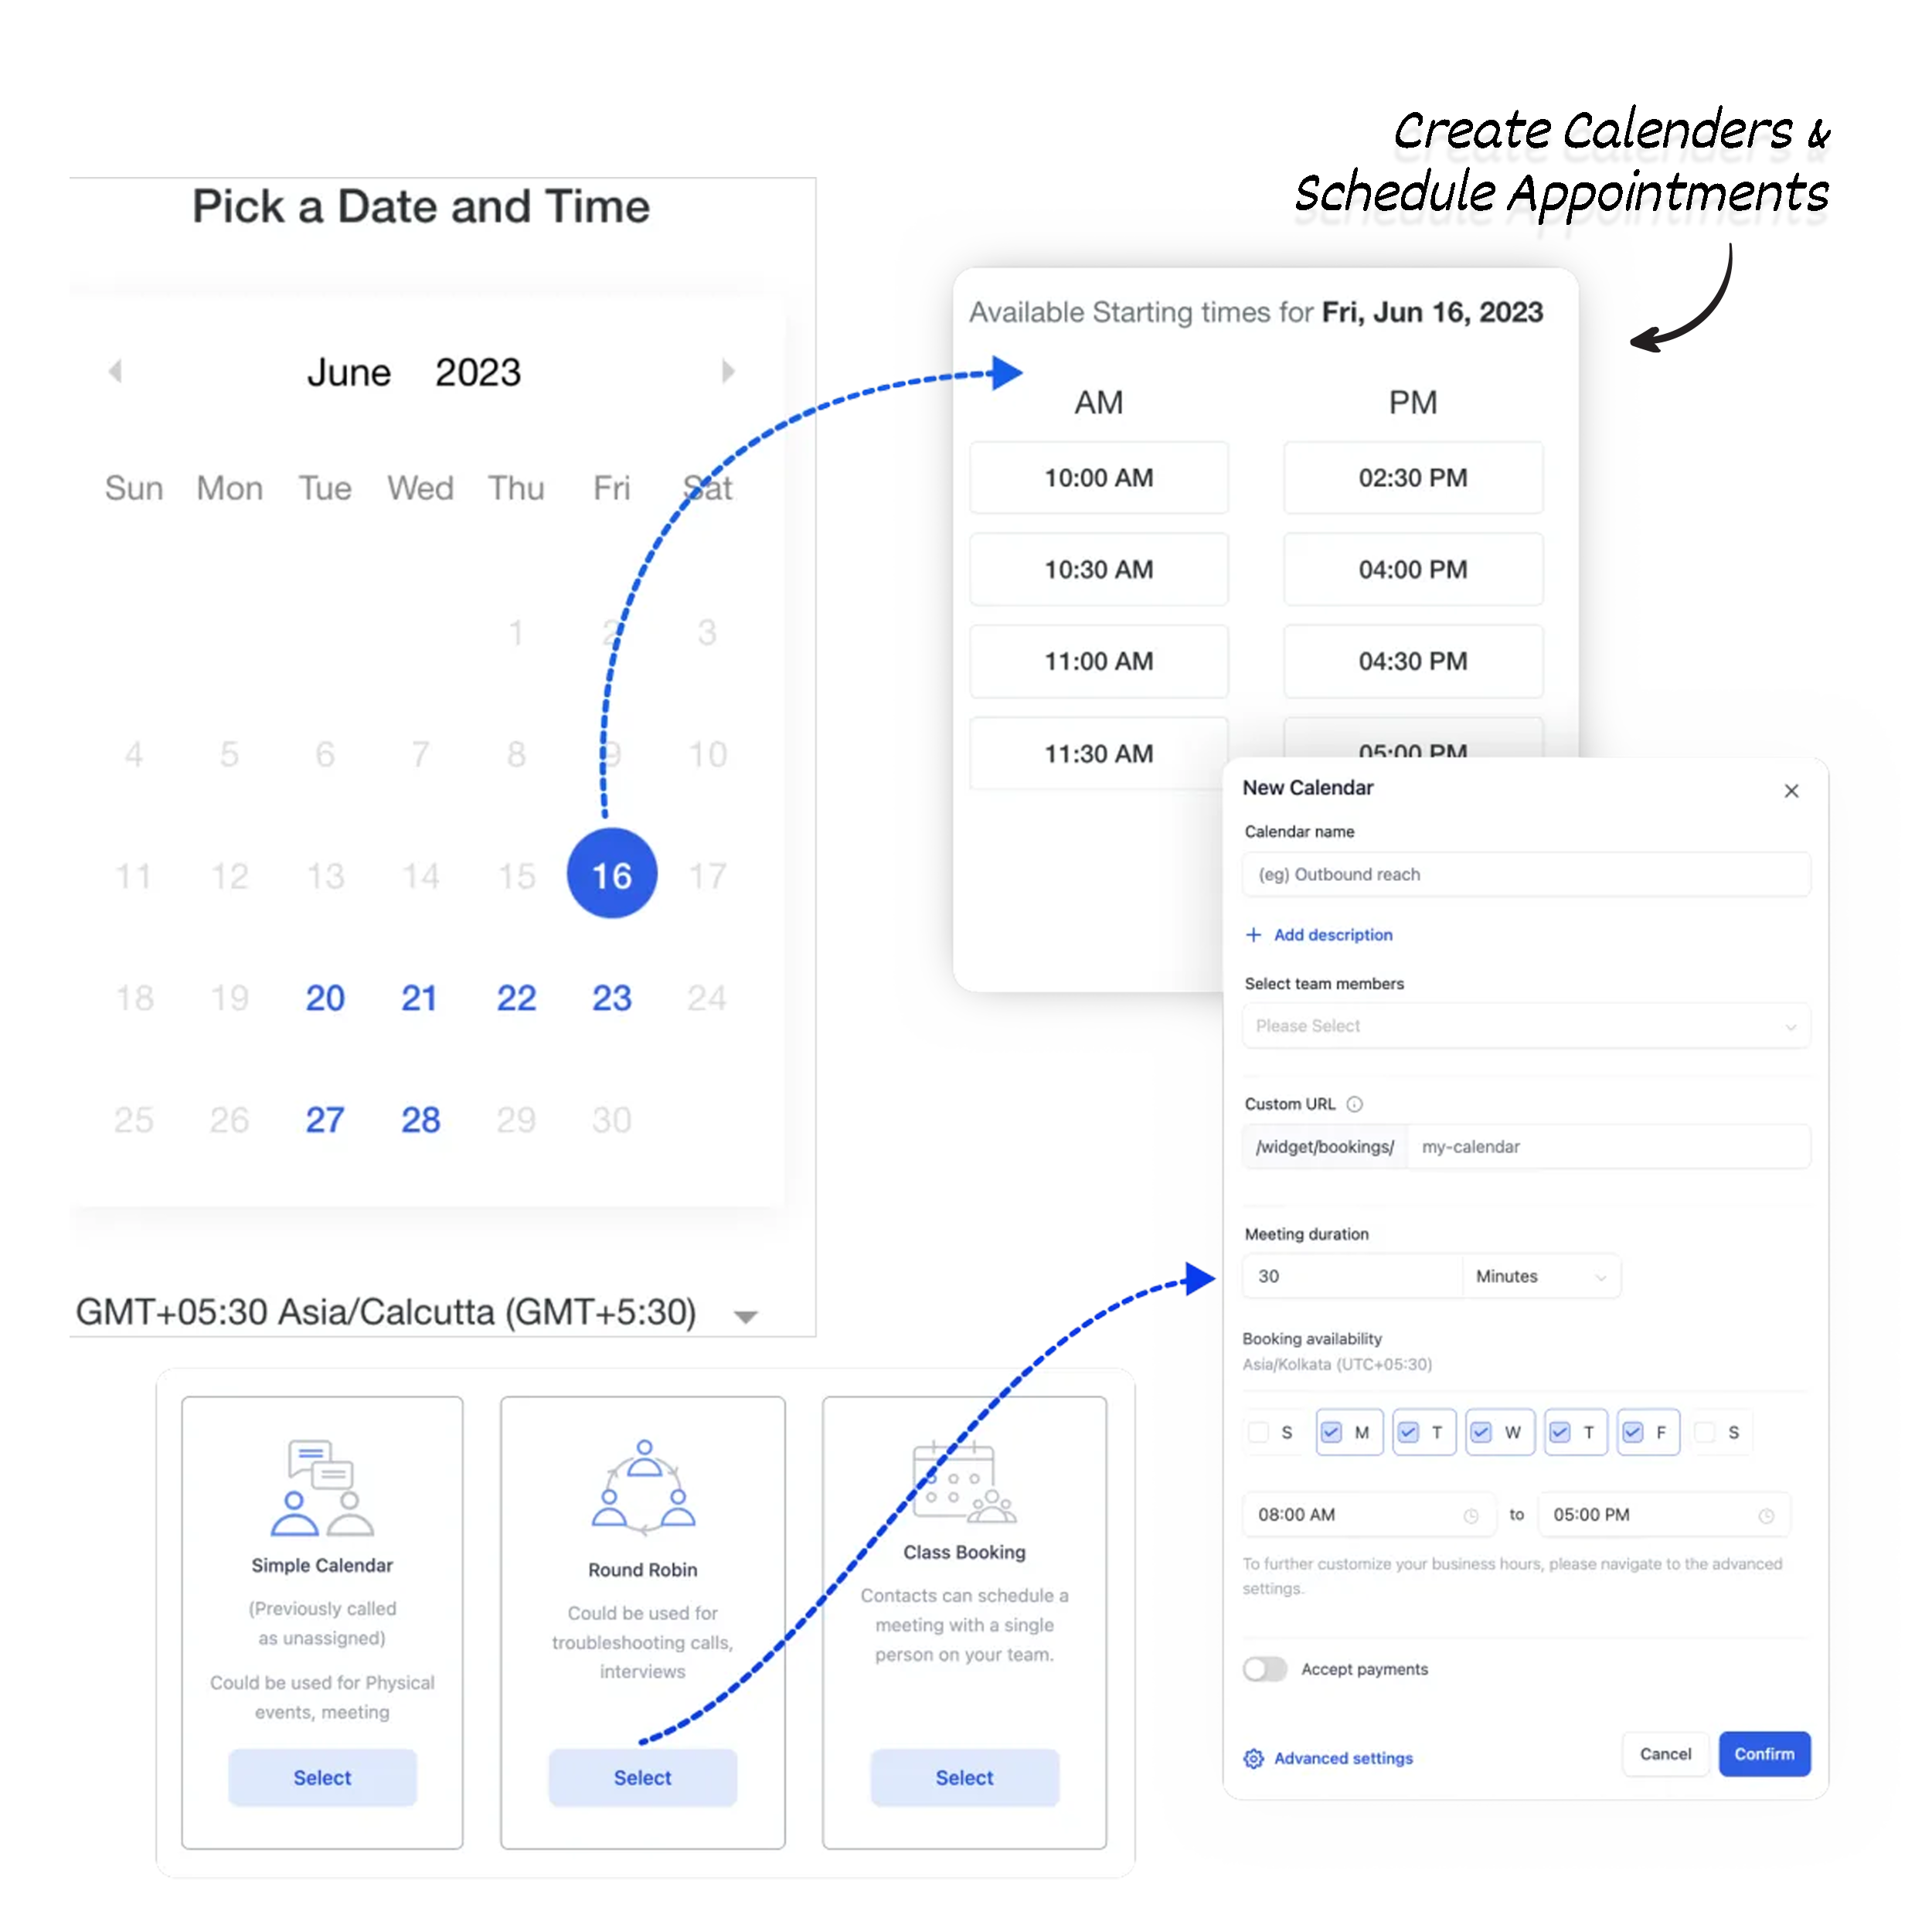 Create Calenders &
Schedule Appointments
Pick a Date and Time
June 2023
Sun Mon Tue Wed Thu Fri Sat
1 2 3
4 5 6 7 8 9 10
11 12 13 14 15 16 17
18 19 20 21 22 23 24
25 26 27 28 29 30
GMT+05:30 Asia/Calcutta (GMT+5:30)
Available Starting times for Fri, Jun 16, 2023
AM PM
10:00 AM 02:30 PM
10:30 AM 04:00 PM
11:00 AM 04:30 PM
11:30 AM 05:00 PM
New Calendar
Calendar name
(eg) Outbound reach
+ Add description
Select team members
Please Select
Custom URL
/widget/bookings/ my-calendar
Meeting duration
30 Minutes
Booking availability
Asia/Kolkata (UTC+05:30)
S M T W T F S
08:00 AM to 05:00 PM
To further customize your business hours, please navigate to the advanced
settings.
Accept payments
Advanced settings Cancel Confirm
Simple Calendar
(Previously called
as unassigned)
Could be used for Physical
events, meeting
Select
Round Robin
Could be used for
troubleshooting calls,
interviews
Select
Class Booking
Contacts can schedule a
meeting with a single
person on your team.
Select